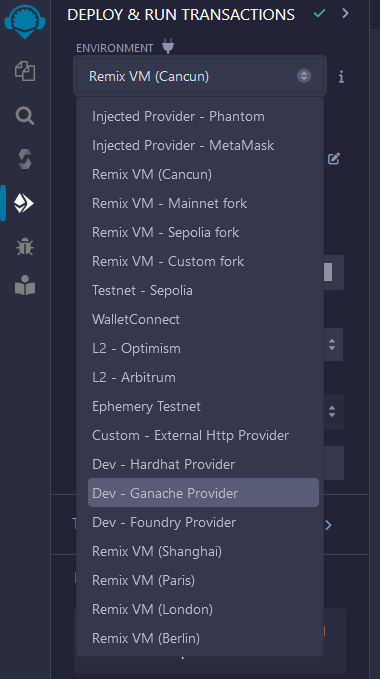 DEPLOY & RUN TRANSACTIONS
ENVIRONMENT
Remix VM (Cancun)
Injected Provider - Phantom
Injected Provider - MetaMask
Remix VM (Cancun)
Remix VM - Mainnet fork
Remix VM - Sepolia fork
Remix VM - Custom fork
Testnet - Sepolia
WalletConnect
L2 - Optimism
L2 - Arbitrum
Ephemery Testnet
Custom - External Http Provider
Dev - Hardhat Provider
Dev - Ganache Provider
Dev - Foundry Provider
Remix VM (Shanghai)
Remix VM (Paris)
Remix VM (London)
Remix VM (Berlin)